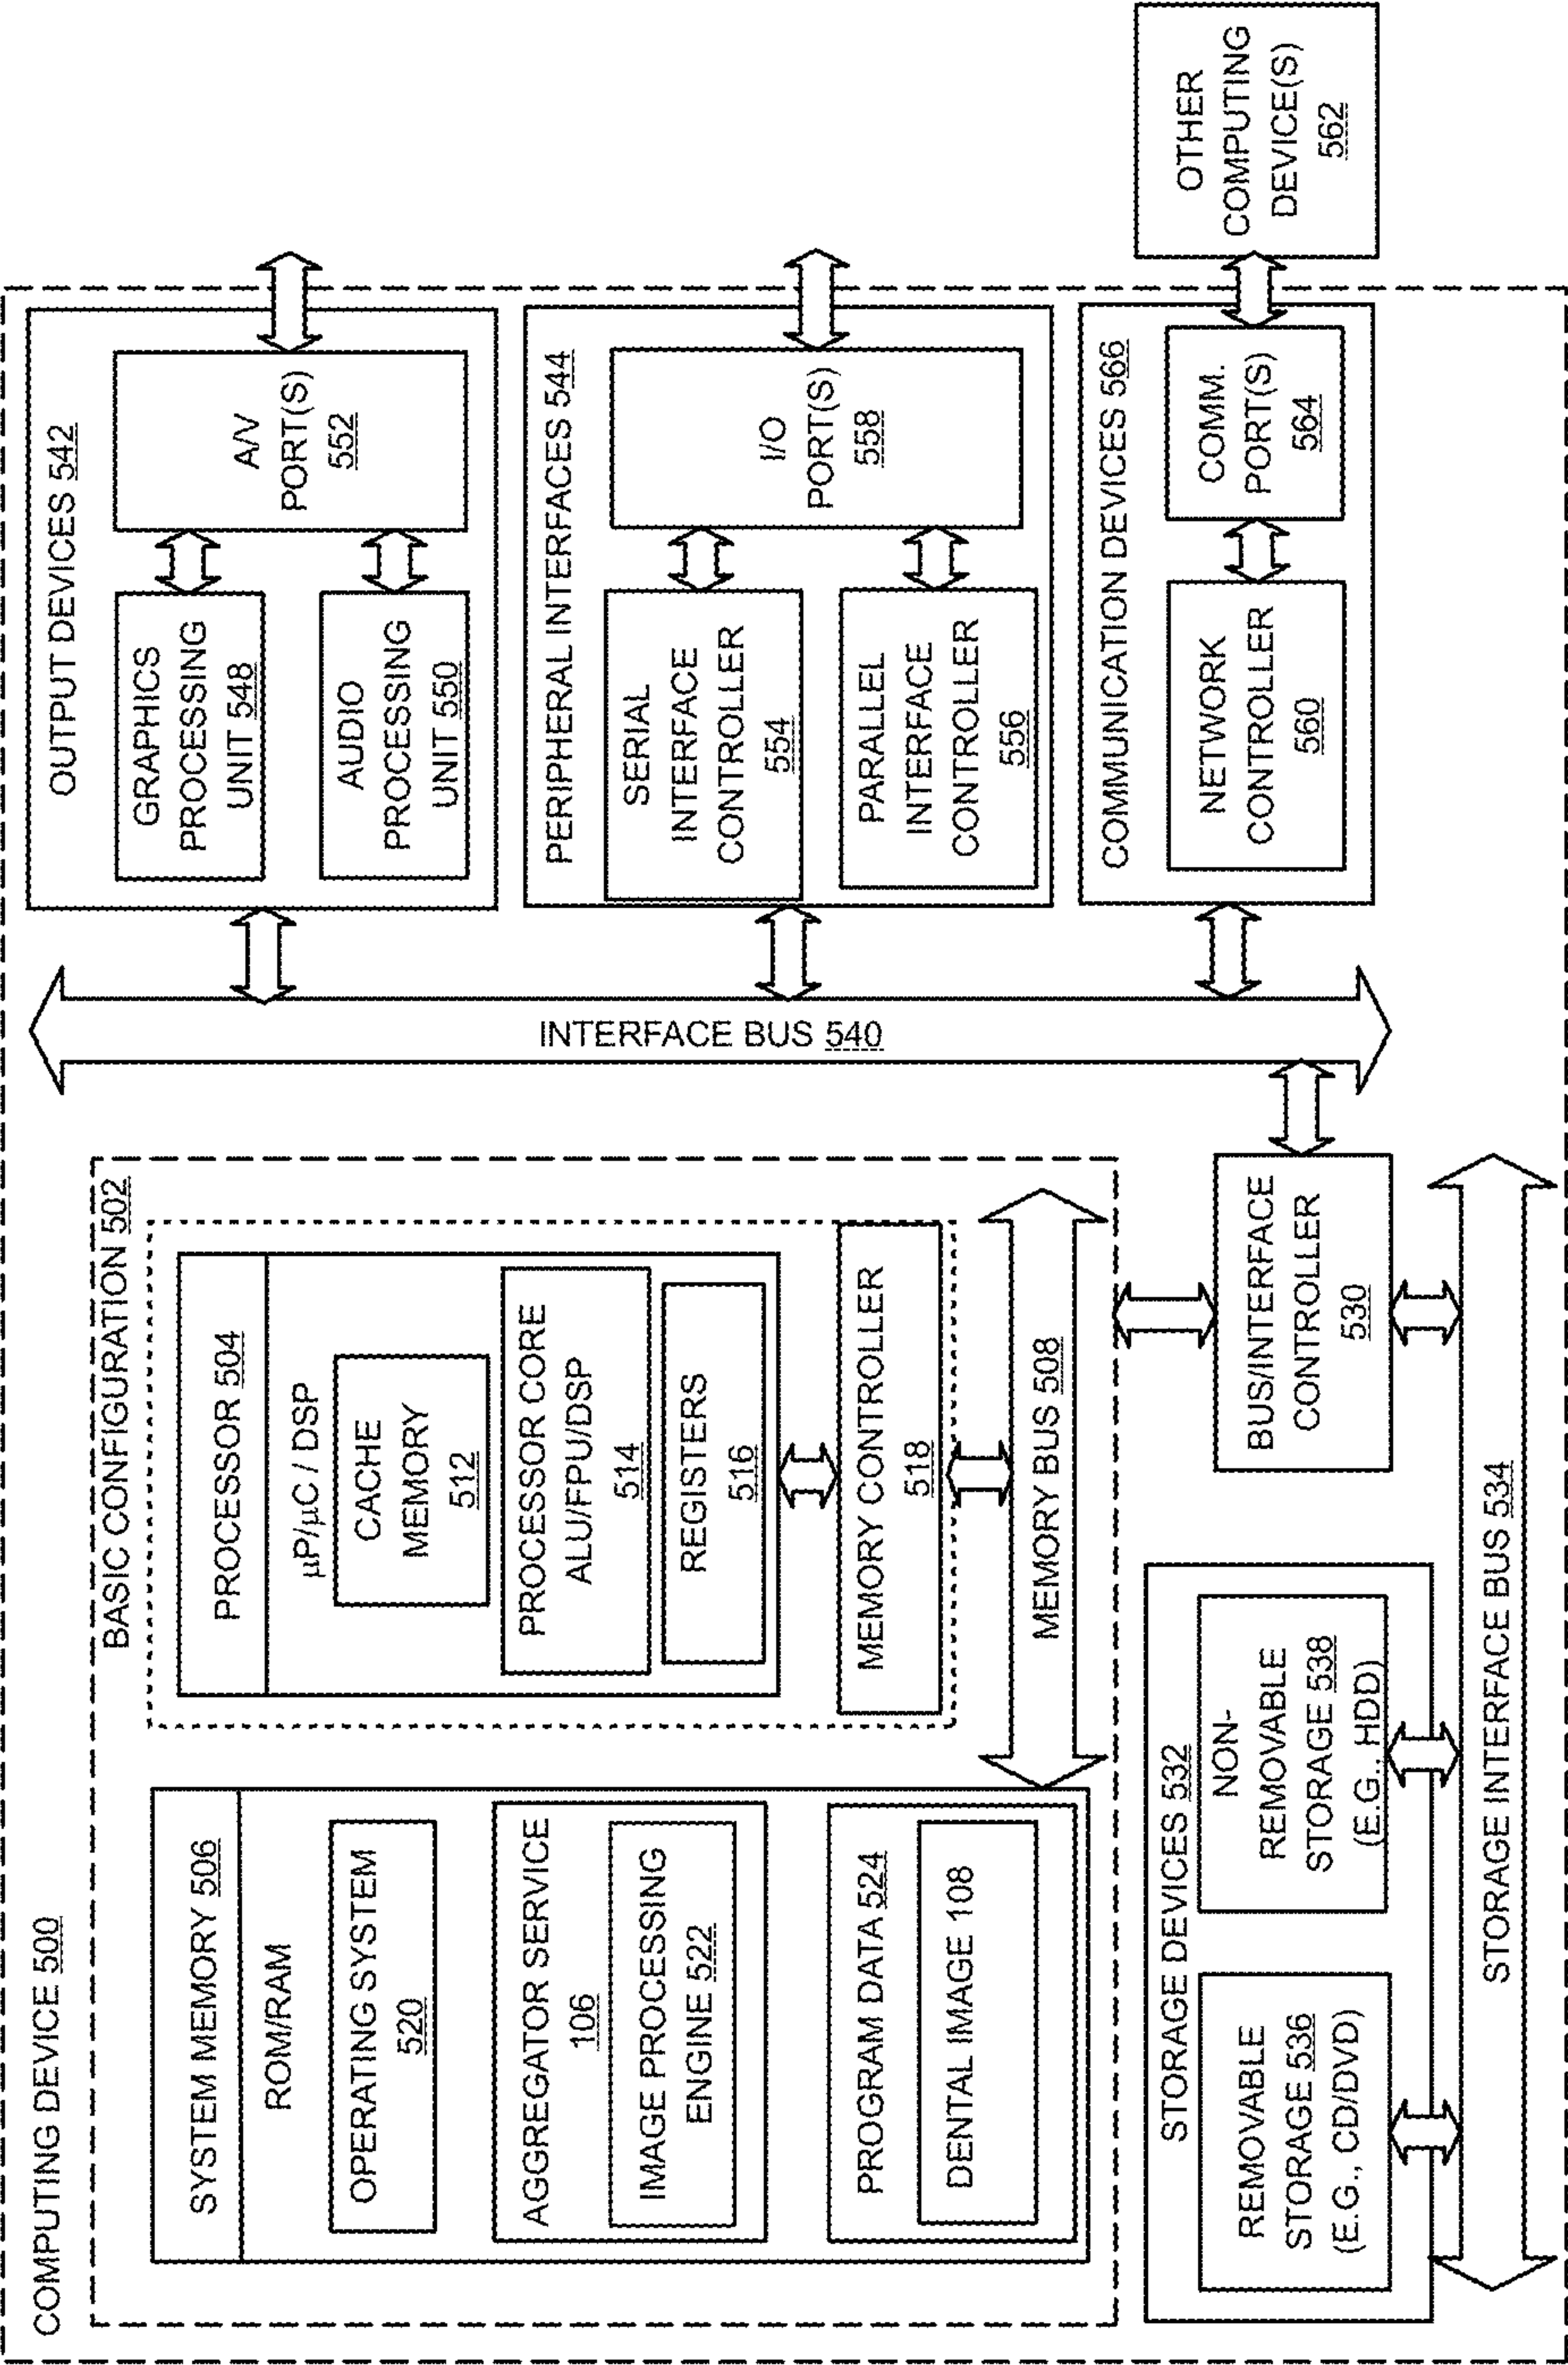 COMPUTING DEVICE 500
BASIC CONFIGURATION 502
SYSTEM MEMORY 506
ROM/RAM
OPERATING SYSTEM
520
AGGREGATOR SERVICE
106
IMAGE PROCESSING
ENGINE 522
PROGRAM DATA 524
DENTAL IMAGE 108
PROCESSOR 504
μP/μC / DSP
CACHE
MEMORY
512
PROCESSOR CORE
ALU/FPU/DSP
514
REGISTERS
516
MEMORY CONTROLLER
518
MEMORY BUS 508
BUS/INTERFACE
CONTROLLER
530
STORAGE DEVICES 532
REMOVABLE
STORAGE 536
(E.G., CD/DVD)
NON-
REMOVABLE
STORAGE 538
(E.G., HDD)
STORAGE INTERFACE BUS 534
INTERFACE BUS 540
OUTPUT DEVICES 542
GRAPHICS
PROCESSING
UNIT 548
AUDIO
PROCESSING
UNIT 550
A/V
PORT(S)
552
PERIPHERAL INTERFACES 544
SERIAL
INTERFACE
CONTROLLER
554
PARALLEL
INTERFACE
CONTROLLER
556
I/O
PORT(S)
558
COMMUNICATION DEVICES 566
NETWORK
CONTROLLER
560
COMM.
PORT(S)
564
OTHER
COMPUTING
DEVICE(S)
562